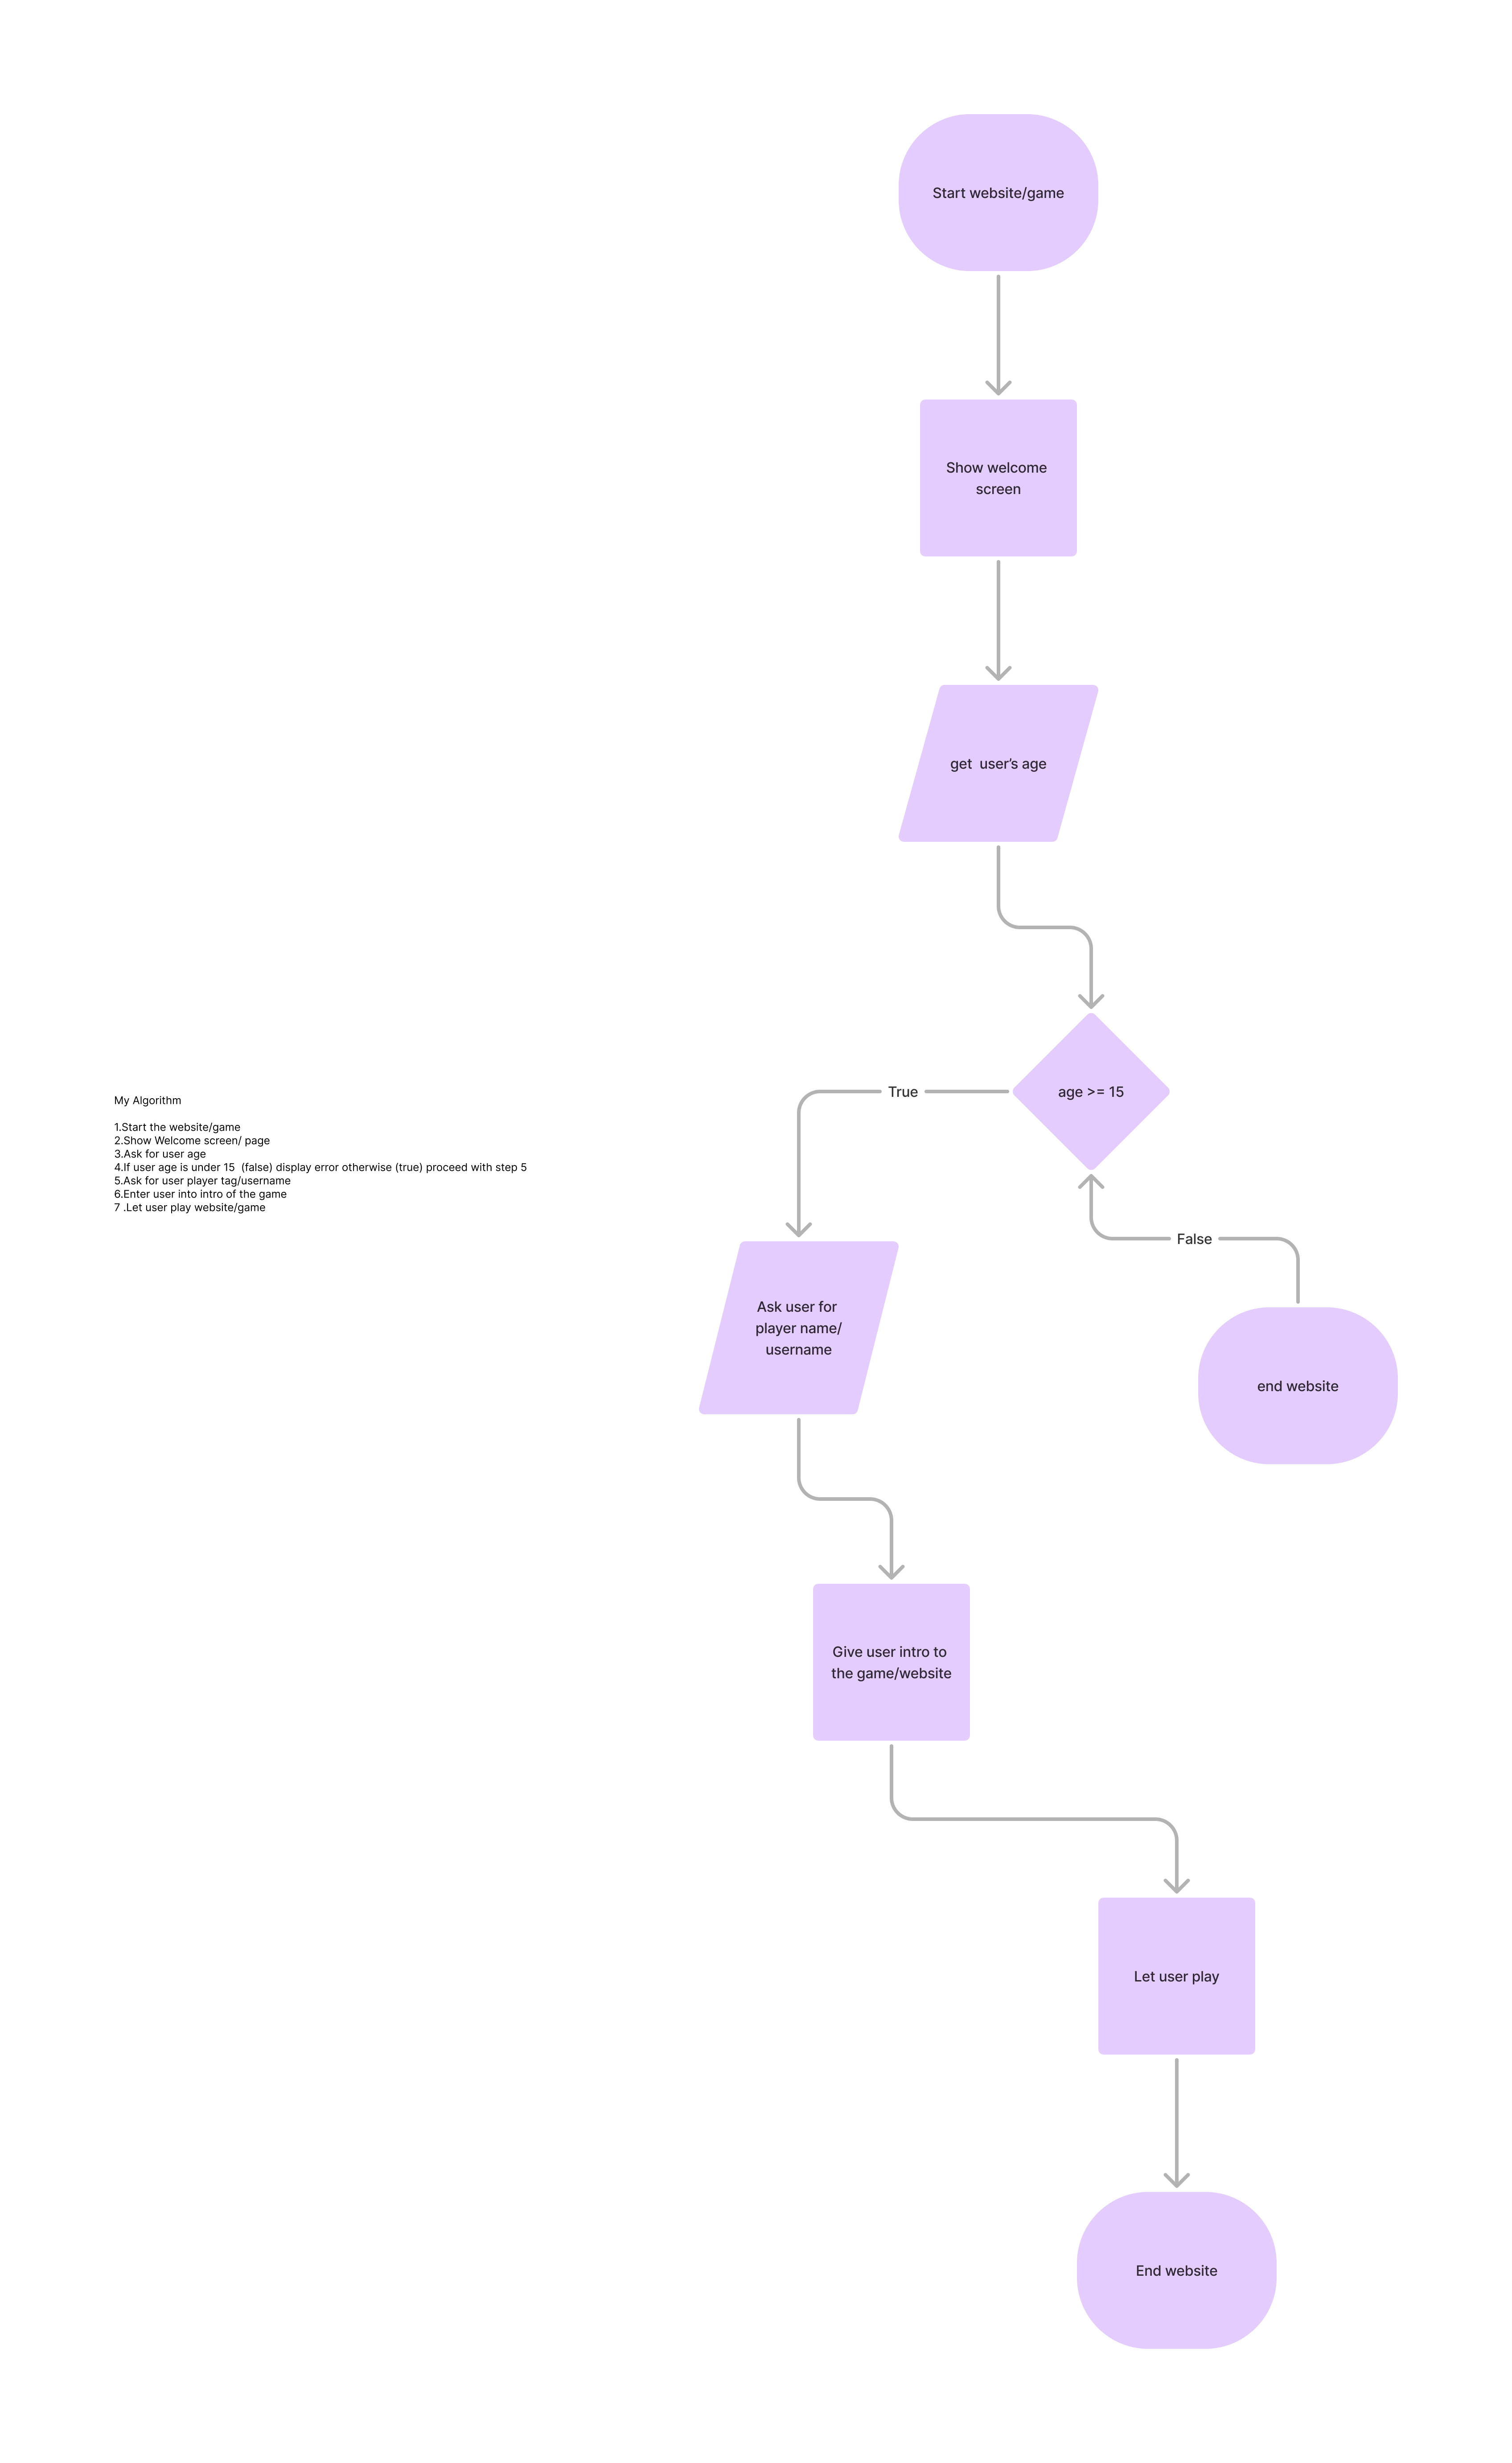 Start website/game
Show welcome
screen
get  user’s age
age >= 15
True
False
My Algorithm
1.Start the website/game
2.Show Welcome screen/ page
3.Ask for user age
4.If user age is under 15  (false) display error otherwise (true) proceed with step 5
5.Ask for user player tag/username
6.Enter user into intro of the game
7 .Let user play website/game
Ask user for
player name/
username
end website
Give user intro to
the game/website
Let user play
End website